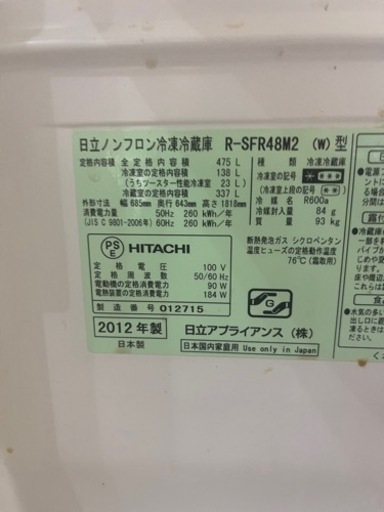 日立ノンフロン冷凍冷蔵庫 R-SFR48M2 (W) 型
定格内容積 全定格内容積 475 L
冷凍室の定格内容積 138 L
(うちブースター性能冷凍室 23 L)
冷蔵室の定格内容積 337 L
外形寸法 幅 685mm 奥行 643mm 高さ 1818mm
消費電力量 50Hz 260 kWh/年
(JIS C 9801-2006年) 60Hz 260 kWh/年
種類 冷凍冷蔵庫
冷凍室の記号
(冷凍室上段の記号)
冷媒名 R600a
冷媒封入量 84 g
質量 93 kg
断熱発泡ガス シクロペンタン
温度ヒューズの定格動作温度
76℃ (霜取用)
PS
E
HITACHI
定格電圧 100 V
定格周波数 50/60 Hz
電動機の定格消費電力 90 W
電熱装置の定格消費電力 184 W
製造番号 012715
G
2012年製
日本製
日立アプライアンス (株)
日本国内家庭用 Use only in Japan